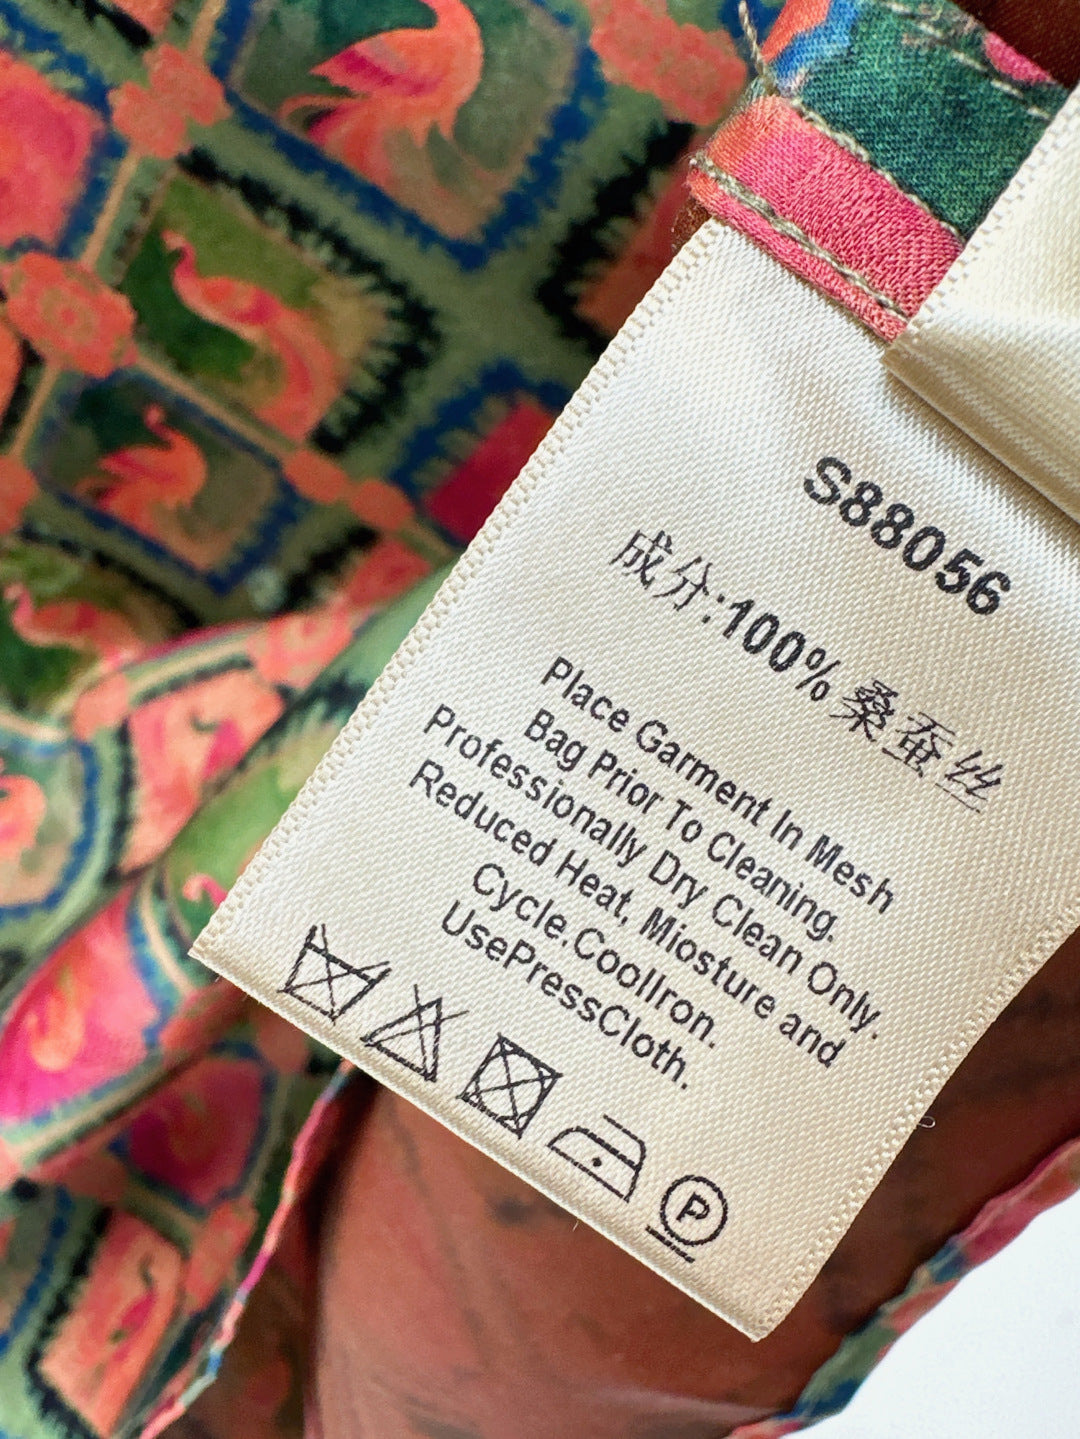 S88056
成分:100%桑蚕丝
Place Garment In Mesh
Bag Prior To Cleaning.
Professionally Dry Clean Only.
Reduced Heat, Miosture and
Cycle.CoolIron.
UsePressCloth.
P